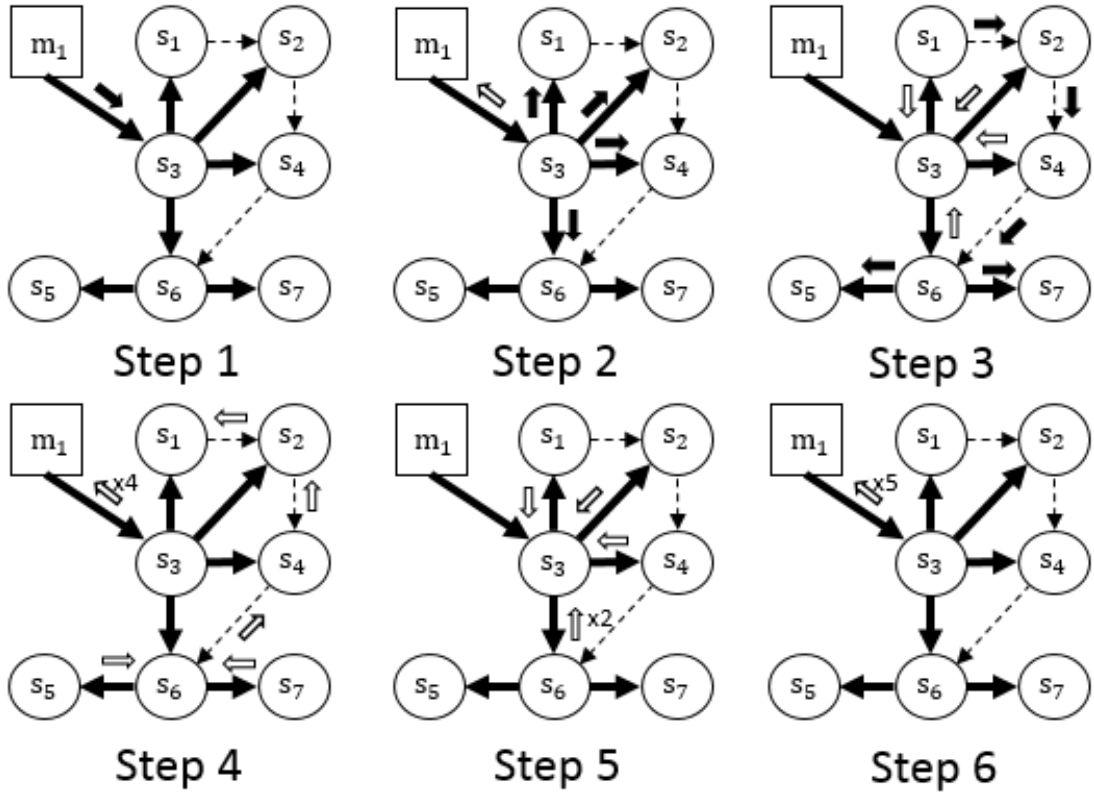 m₁ s₁ s₂
s₃ s₄
s₅ s₆ s₇
Step 1
m₁ s₁ s₂
s₃ s₄
s₅ s₆ s₇
Step 2
m₁ s₁ s₂
s₃ s₄
s₅ s₆ s₇
Step 3
m₁ s₁ s₂
x4
s₃ s₄
s₅ s₆ s₇
Step 4
m₁ s₁ s₂
s₃ s₄
x2
s₅ s₆ s₇
Step 5
m₁ s₁ s₂
x5
s₃ s₄
s₅ s₆ s₇
Step 6